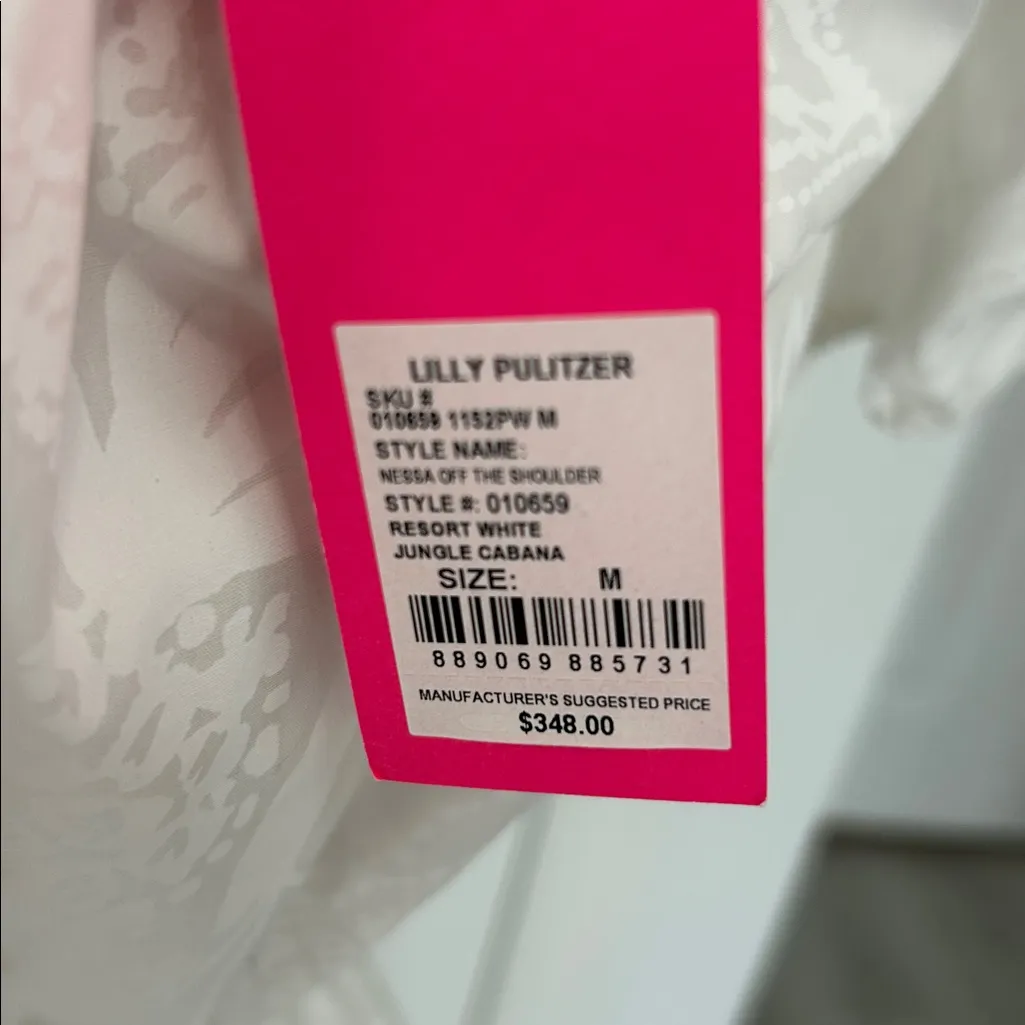 LILLY PULITZER
SKU #
010659 1152PW M
STYLE NAME:
NESSA OFF THE SHOULDER
STYLE #: 010659
RESORT WHITE
JUNGLE CABANA
SIZE: M
889069 885731
MANUFACTURER'S SUGGESTED PRICE
$348.00